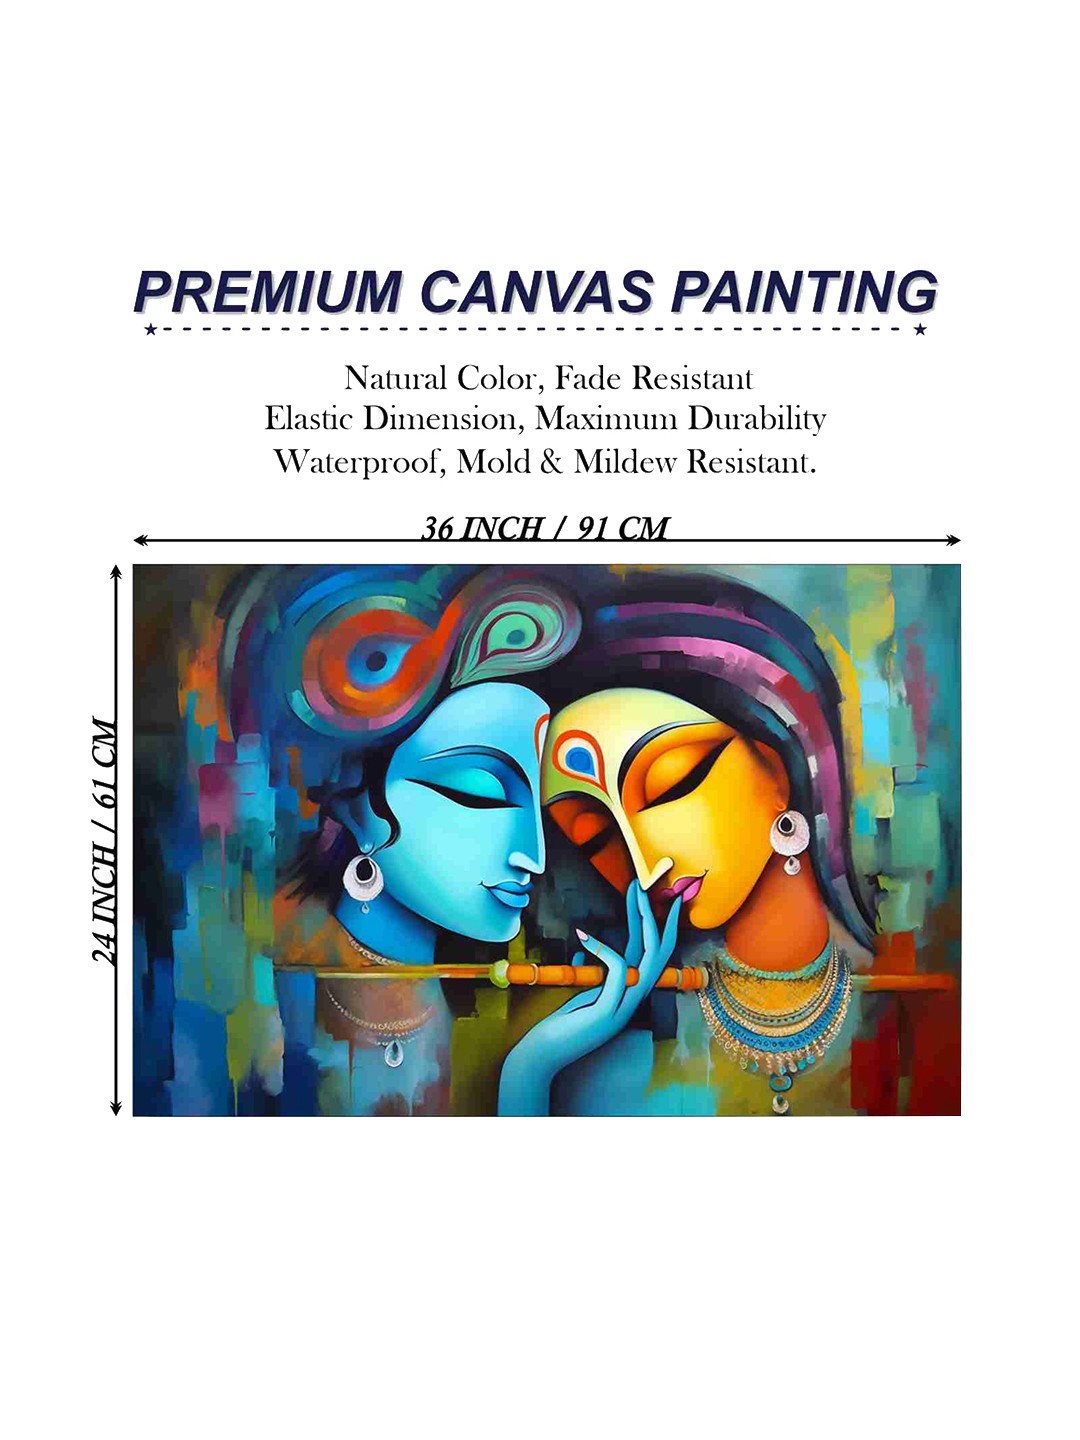 PREMIUM CANVAS PAINTING
Natural Color, Fade Resistant
Elastic Dimension, Maximum Durability
Waterproof, Mold & Mildew Resistant.
36 INCH / 91 CM
24 INCH / 61 CM